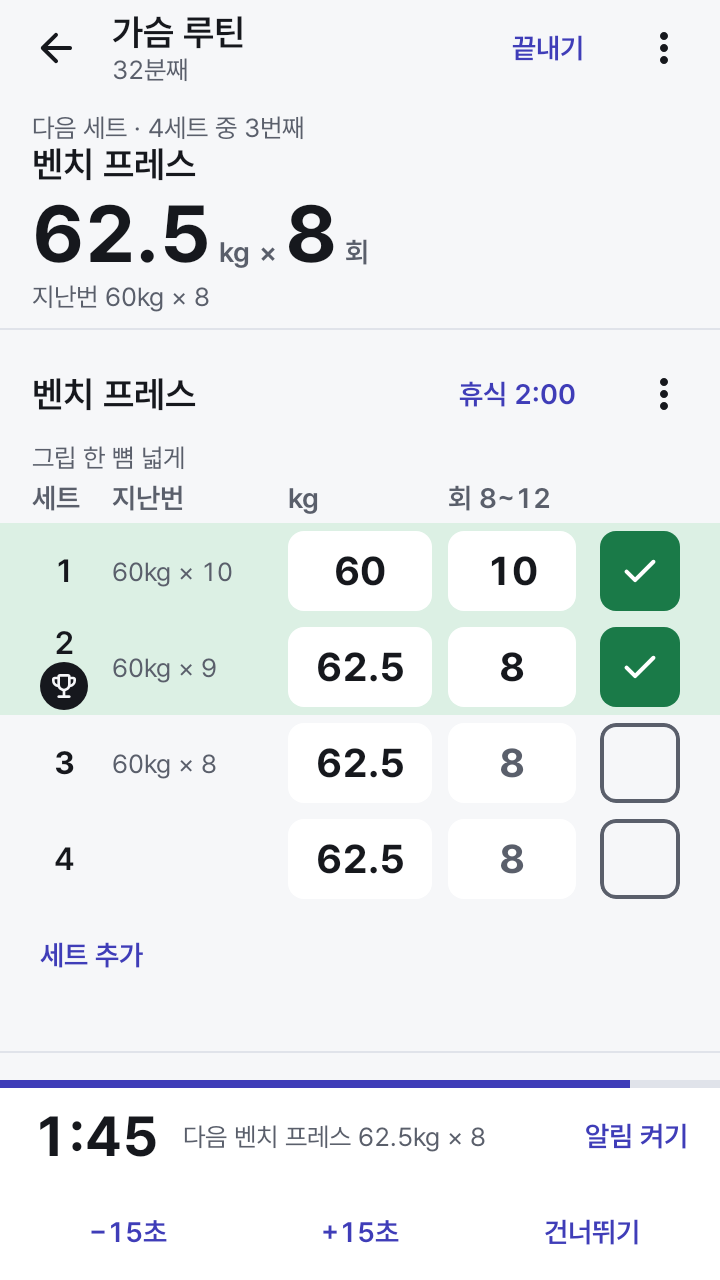 가슴 루틴
32분째
끝내기
다음 세트 · 4세트 중 3번째
벤치 프레스
62.5 kg × 8 회
지난번 60kg × 8
벤치 프레스
휴식 2:00
그립 한 뼘 넓게
세트 지난번 kg 회 8~12
1 60kg × 10 60 10
2 60kg × 9 62.5 8
3 60kg × 8 62.5 8
4 62.5 8
세트 추가
1:45 다음 벤치 프레스 62.5kg × 8 알림 켜기
−15초 +15초 건너뛰기